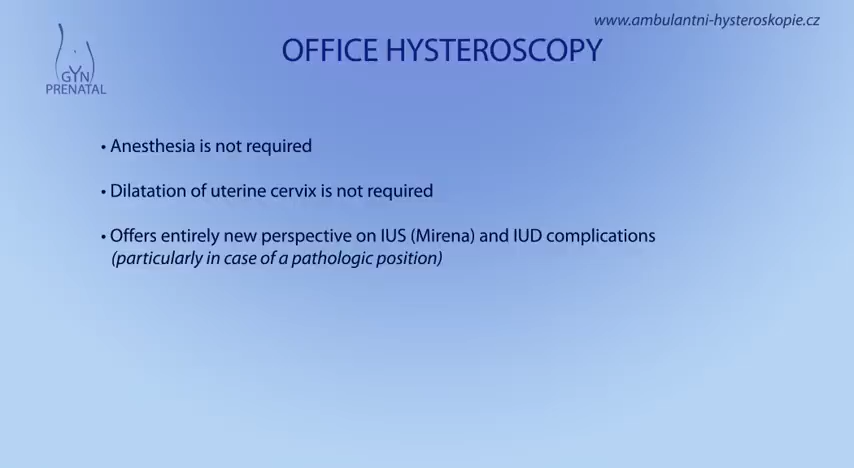 www.ambulantni-hysteroskopie.cz
OFFICE HYSTEROSCOPY
GYN
PRENATAL
• Anesthesia is not required
• Dilatation of uterine cervix is not required
• Offers entirely new perspective on IUS (Mirena) and IUD complications
(particularly in case of a pathologic position)